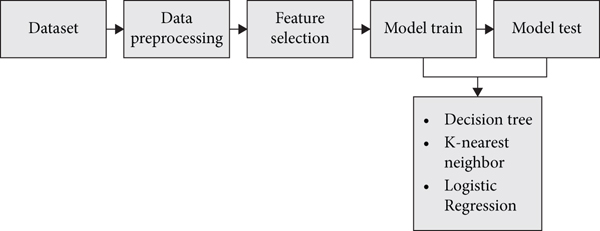 Dataset
Data
preprocessing
Feature
selection
Model train
Model test
• Decision tree
• K-nearest
neighbor
• Logistic
Regression